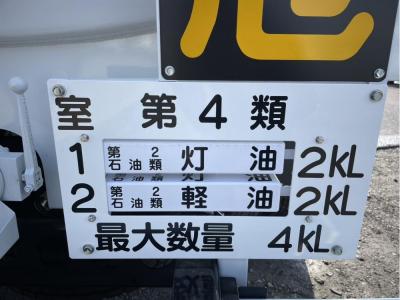 危
室 第4類
1 第2石油類 灯油 2KL
2 第2石油類 軽油 2KL
最大数量 4KL